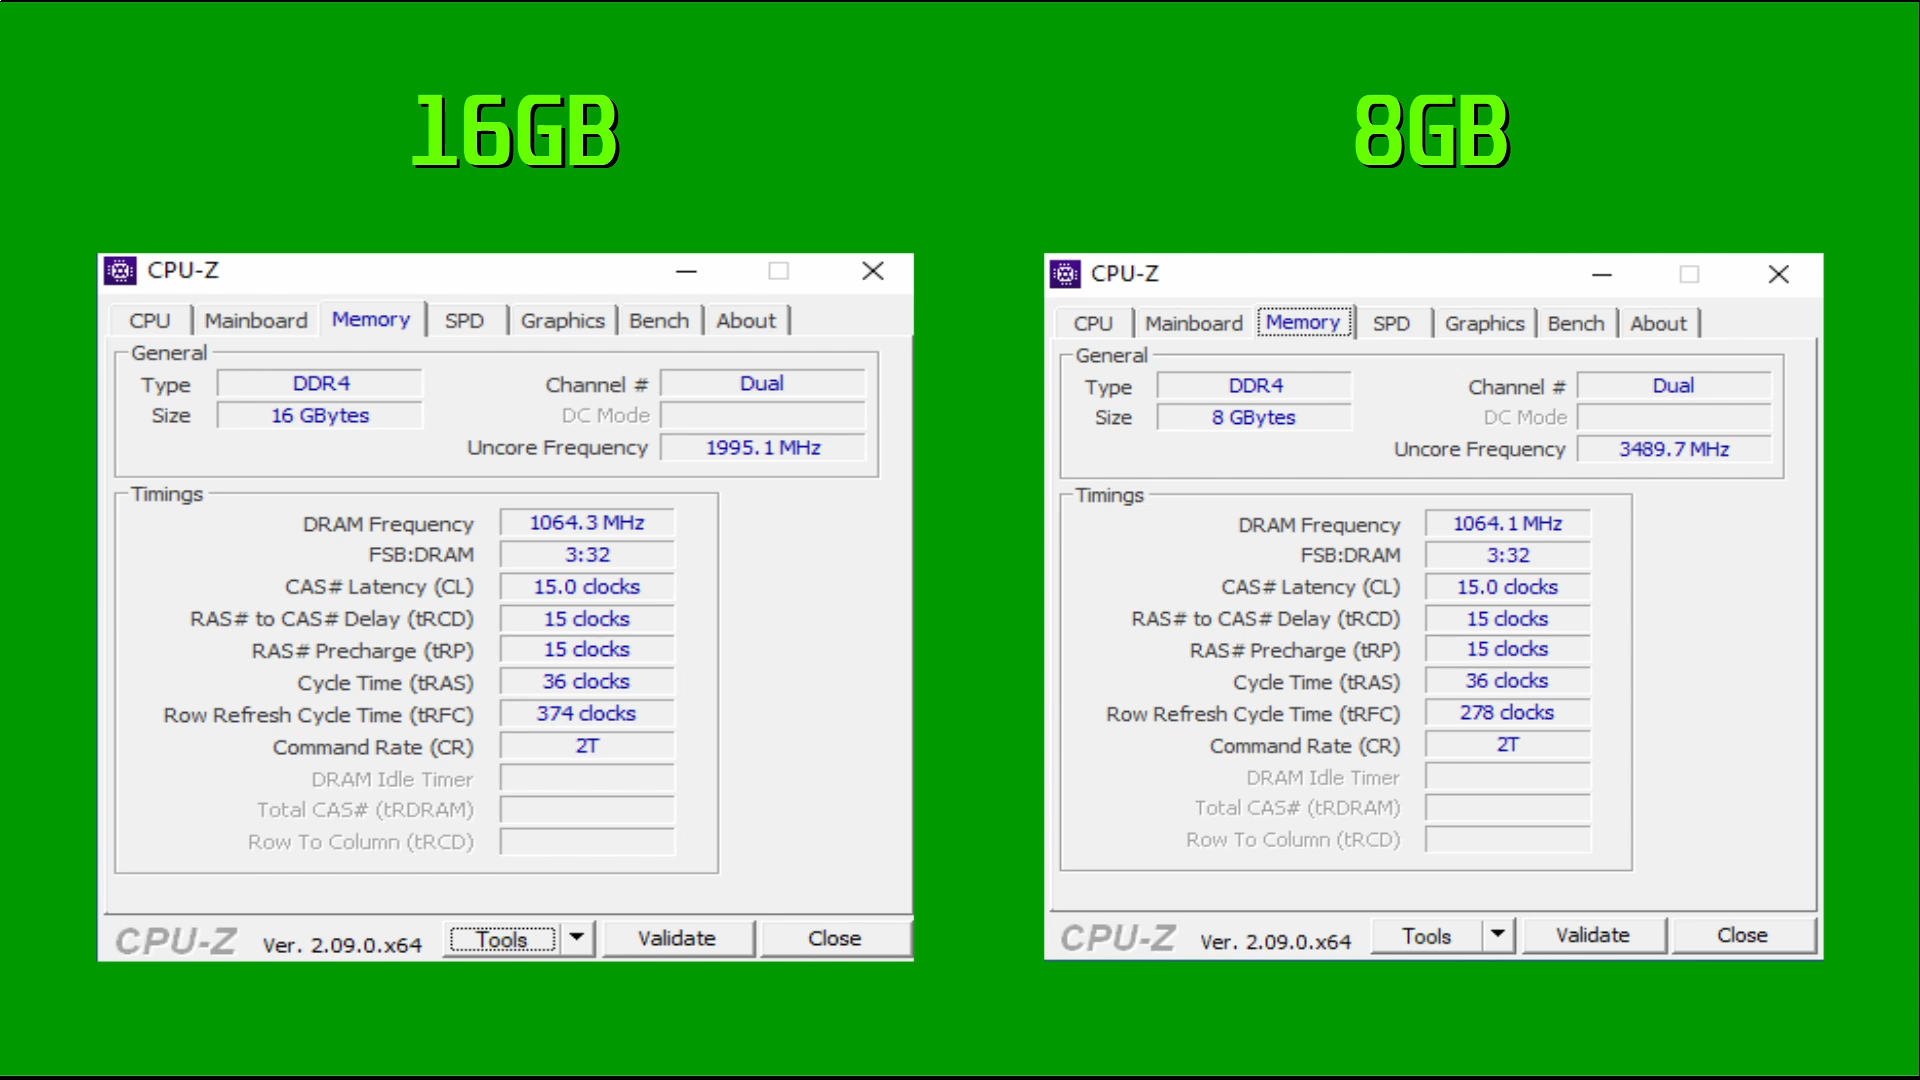 16GB
8GB
CPU-Z
CPU Mainboard Memory SPD Graphics Bench About
General
Type DDR4 Channel # Dual
Size 16 GBytes DC Mode
Uncore Frequency 1995.1 MHz
Timings
DRAM Frequency 1064.3 MHz
FSB:DRAM 3:32
CAS# Latency (CL) 15.0 clocks
RAS# to CAS# Delay (tRCD) 15 clocks
RAS# Precharge (tRP) 15 clocks
Cycle Time (tRAS) 36 clocks
Row Refresh Cycle Time (tRFC) 374 clocks
Command Rate (CR) 2T
DRAM Idle Timer
Total CAS# (tRDRAM)
Row To Column (tRCD)
CPU-Z Ver. 2.09.0.x64 Tools Validate Close
CPU-Z
CPU Mainboard Memory SPD Graphics Bench About
General
Type DDR4 Channel # Dual
Size 8 GBytes DC Mode
Uncore Frequency 3489.7 MHz
Timings
DRAM Frequency 1064.1 MHz
FSB:DRAM 3:32
CAS# Latency (CL) 15.0 clocks
RAS# to CAS# Delay (tRCD) 15 clocks
RAS# Precharge (tRP) 15 clocks
Cycle Time (tRAS) 36 clocks
Row Refresh Cycle Time (tRFC) 278 clocks
Command Rate (CR) 2T
DRAM Idle Timer
Total CAS# (tRDRAM)
Row To Column (tRCD)
CPU-Z Ver. 2.09.0.x64 Tools Validate Close